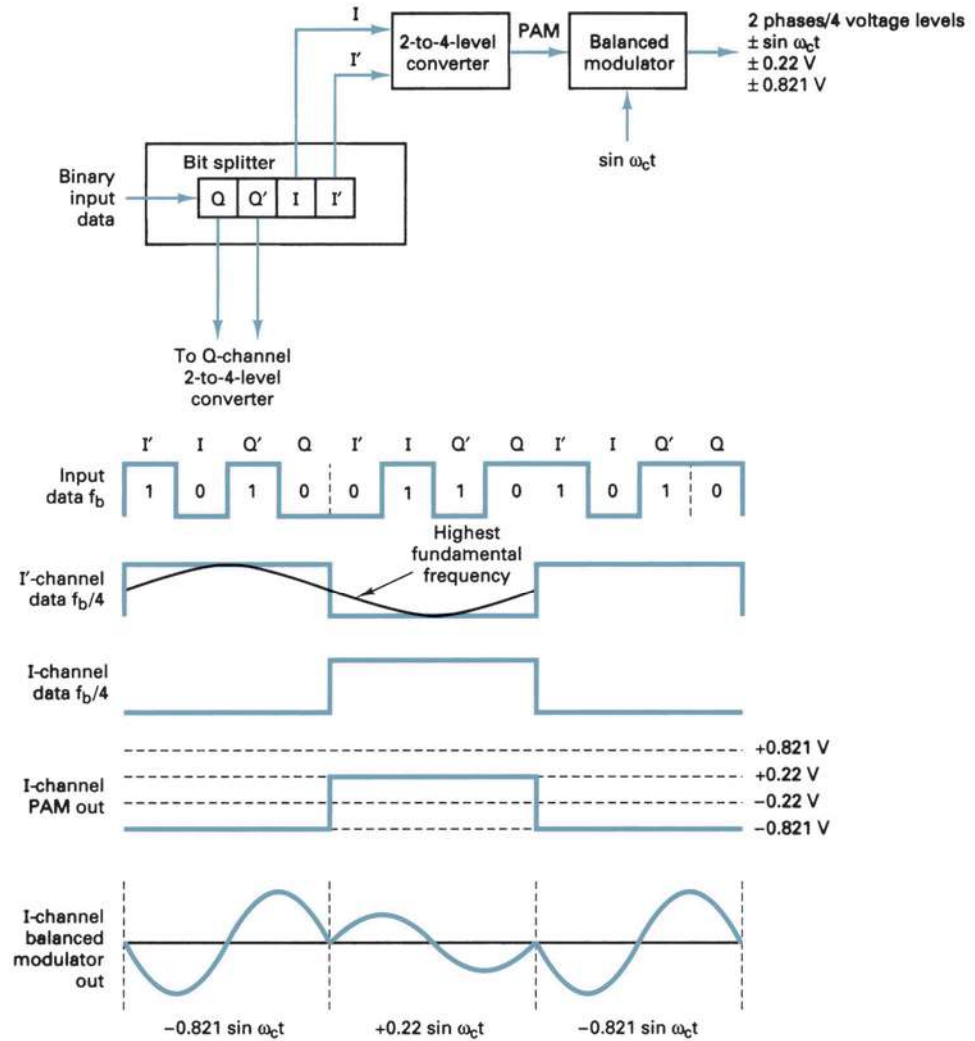 I
I′
2-to-4-level
converter
PAM
Balanced
modulator
2 phases/4 voltage levels
± sin ωct
± 0.22 V
± 0.821 V
sin ωct
Bit splitter
Binary
input
data
Q Q′ I I′
To Q-channel
2-to-4-level
converter
I′ I Q′ Q I′ I Q′ Q I′ I Q′ Q
Input
data fb
1 0 1 0 0 1 1 0 1 0 1 0
Highest
fundamental
frequency
I′-channel
data fb/4
I-channel
data fb/4
I-channel
PAM out
+0.821 V
+0.22 V
−0.22 V
−0.821 V
I-channel
balanced
modulator
out
−0.821 sin ωct +0.22 sin ωct −0.821 sin ωct